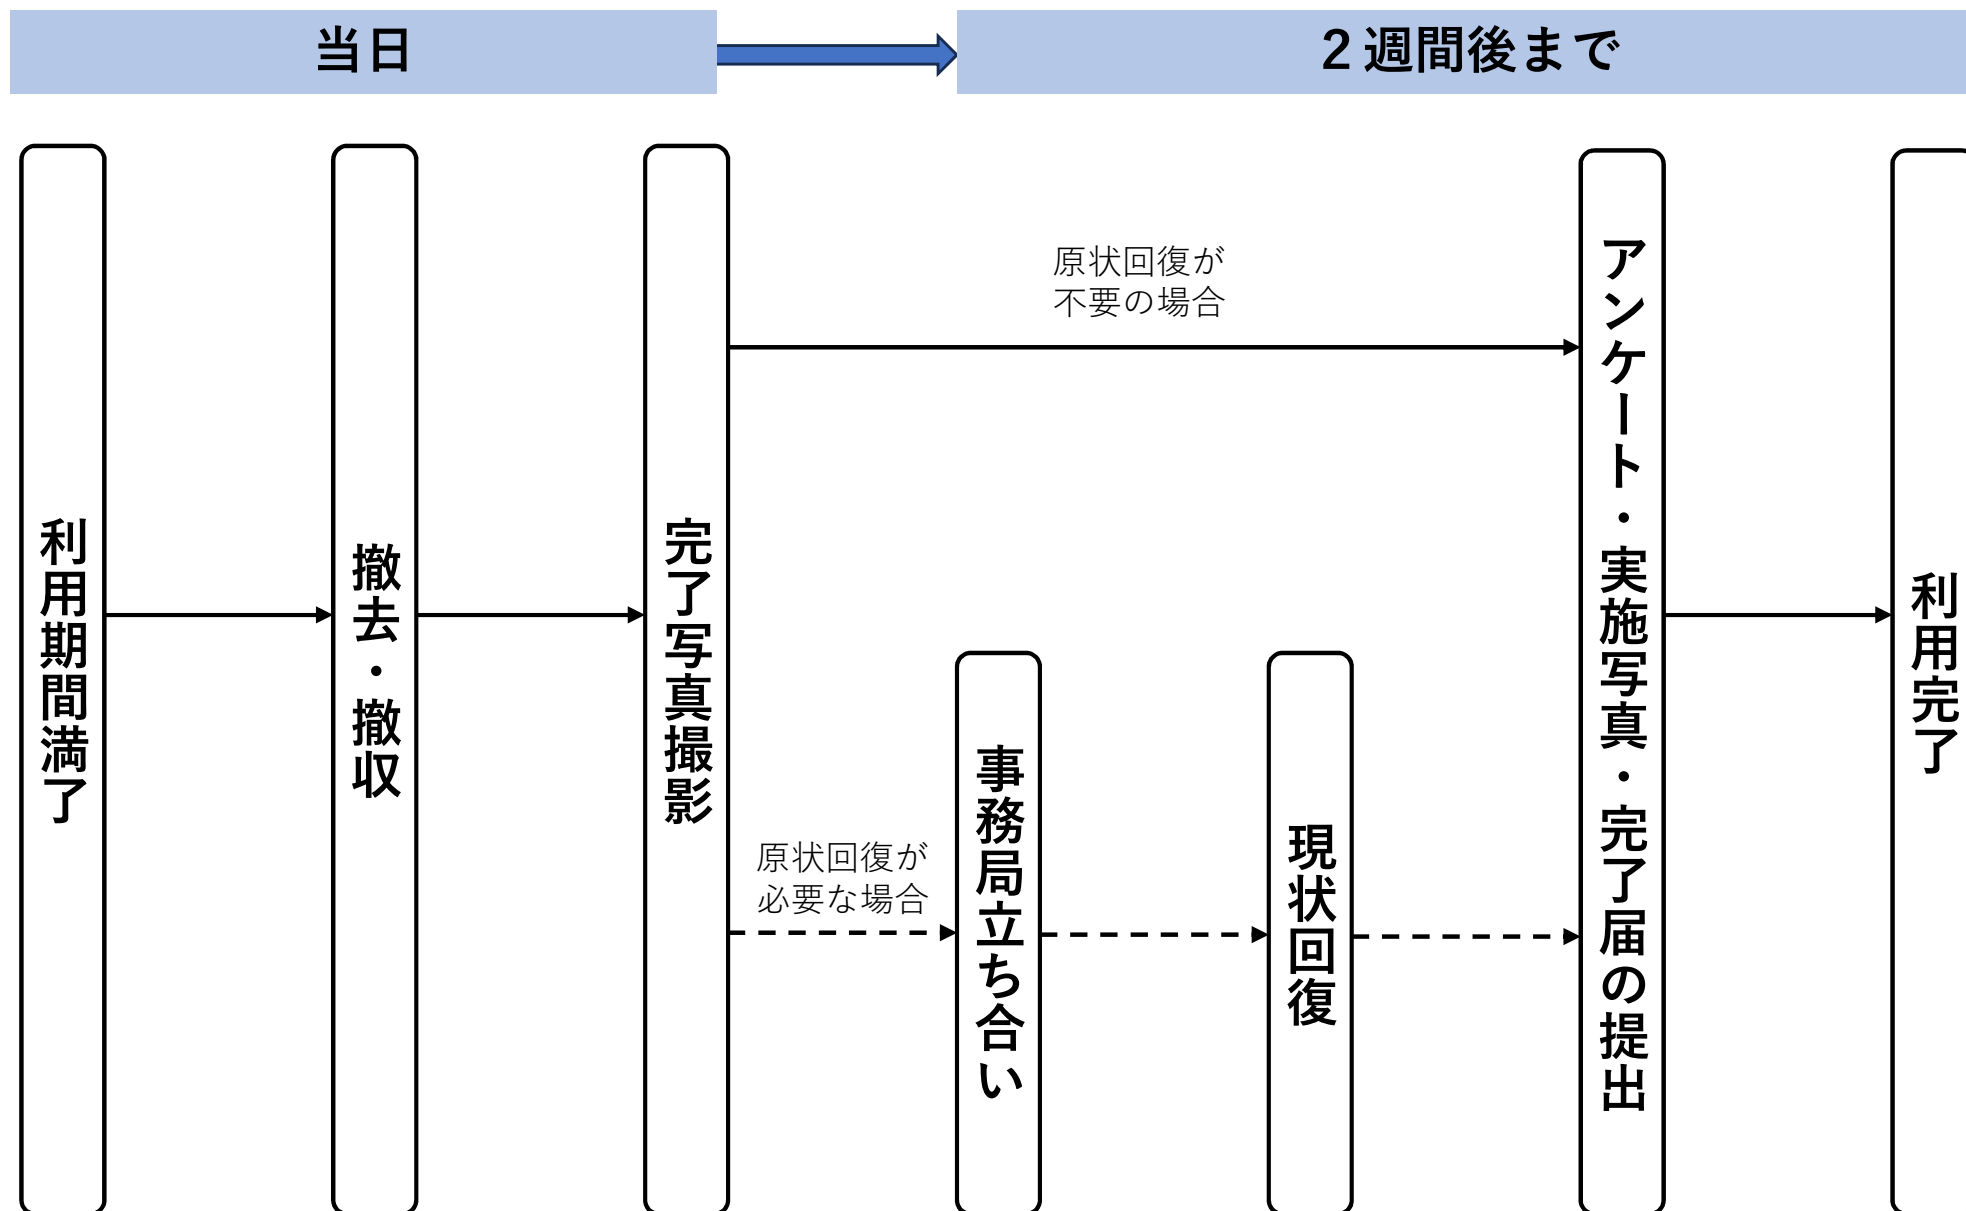 当日
２週間後まで
利用期間満了
撤去・撤収
完了写真撮影
原状回復が
不要の場合
原状回復が
必要な場合
事務局立ち合い
現状回復
アンケート・実施写真・完了届の提出
利用完了